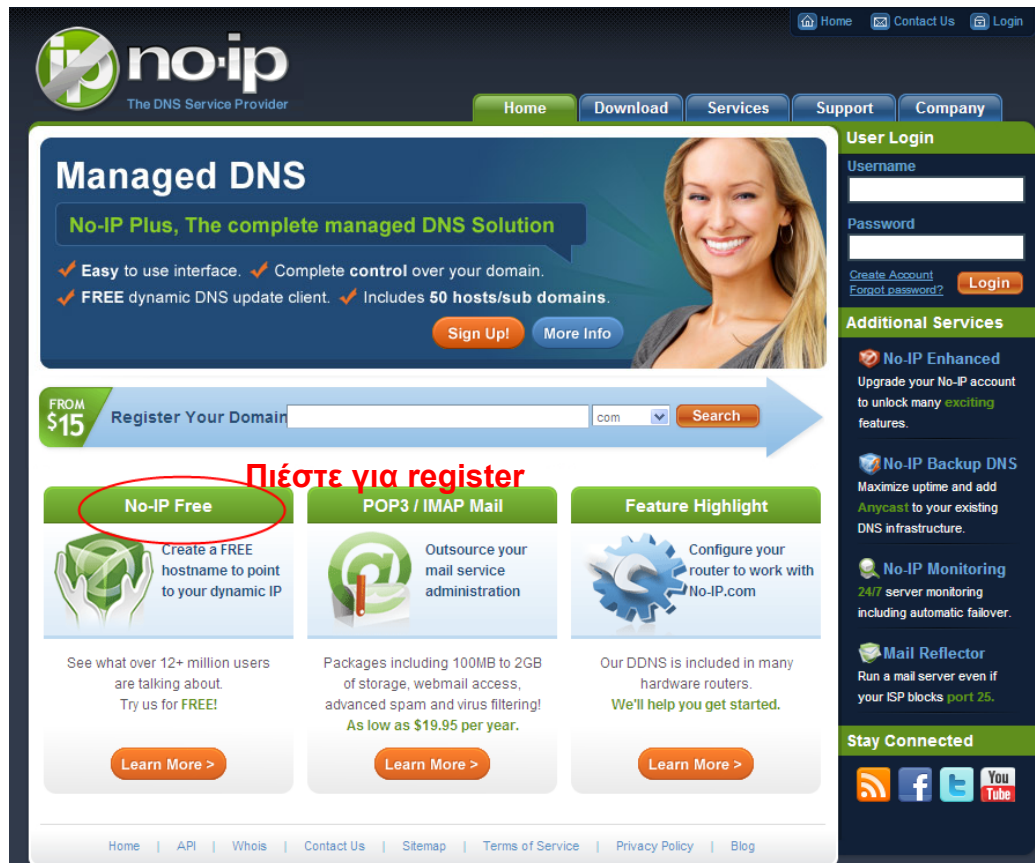 Home Contact Us Login
ip no·ip
The DNS Service Provider
Home Download Services Support Company
Managed DNS
No-IP Plus, The complete managed DNS Solution
Easy to use interface. Complete control over your domain.
FREE dynamic DNS update client. Includes 50 hosts/sub domains.
Sign Up! More Info
User Login
Username
Password
Create Account
Forgot password?
Login
FROM
$15
Register Your Domain com Search
Πιέστε για register
No-IP Free
Create a FREE
hostname to point
to your dynamic IP
See what over 12+ million users
are talking about.
Try us for FREE!
Learn More >
POP3 / IMAP Mail
Outsource your
mail service
administration
Packages including 100MB to 2GB
of storage, webmail access,
advanced spam and virus filtering!
As low as $19.95 per year.
Learn More >
Feature Highlight
Configure your
router to work with
No-IP.com
Our DDNS is included in many
hardware routers.
We'll help you get started.
Learn More >
Additional Services
No-IP Enhanced
Upgrade your No-IP account
to unlock many exciting
features.
No-IP Backup DNS
Maximize uptime and add
Anycast to your existing
DNS infrastructure.
No-IP Monitoring
24/7 server monitoring
including automatic failover.
Mail Reflector
Run a mail server even if
your ISP blocks port 25.
Stay Connected
You
Tube
Home | API | Whois | Contact Us | Sitemap | Terms of Service | Privacy Policy | Blog